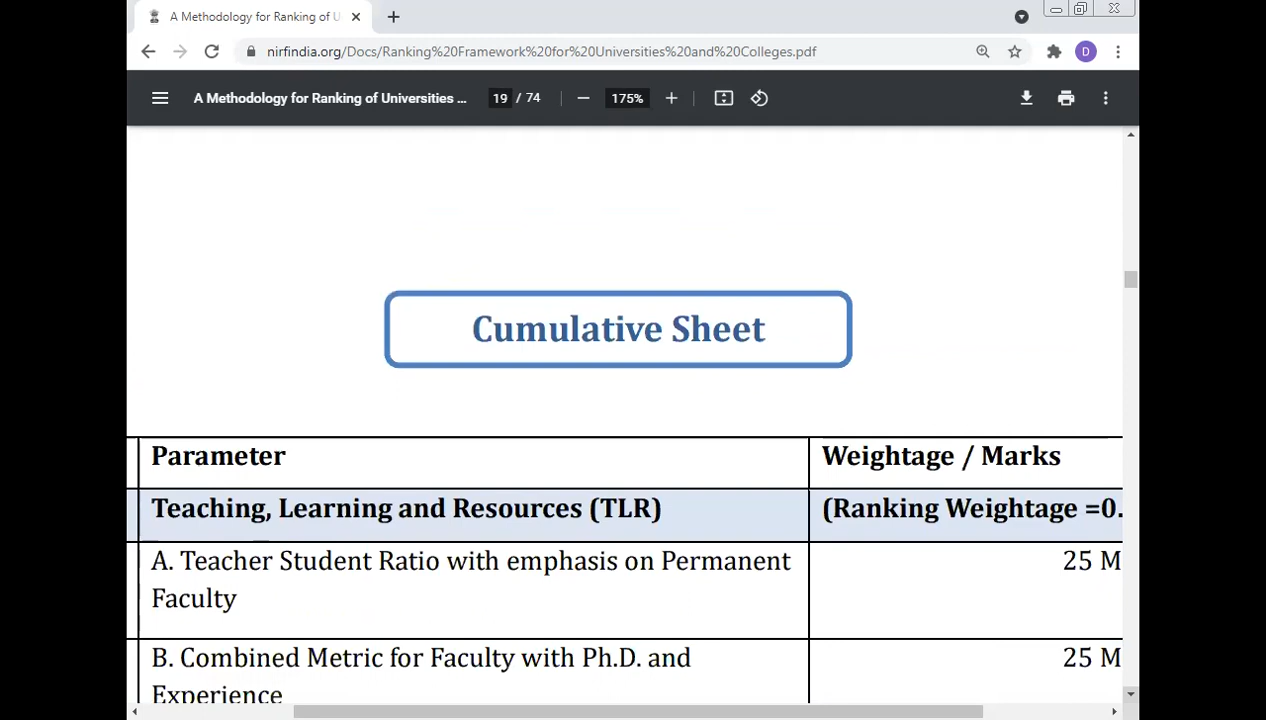 A Methodology for Ranking of U
nirfindia.org/Docs/Ranking%20Framework%20for%20Universities%20and%20Colleges.pdf
D
A Methodology for Ranking of Universities ...
19 / 74
175%
Cumulative Sheet
Parameter
Weightage / Marks
Teaching, Learning and Resources (TLR)
(Ranking Weightage =0.
A. Teacher Student Ratio with emphasis on Permanent
Faculty
25 M
B. Combined Metric for Faculty with Ph.D. and
Experience
25 M